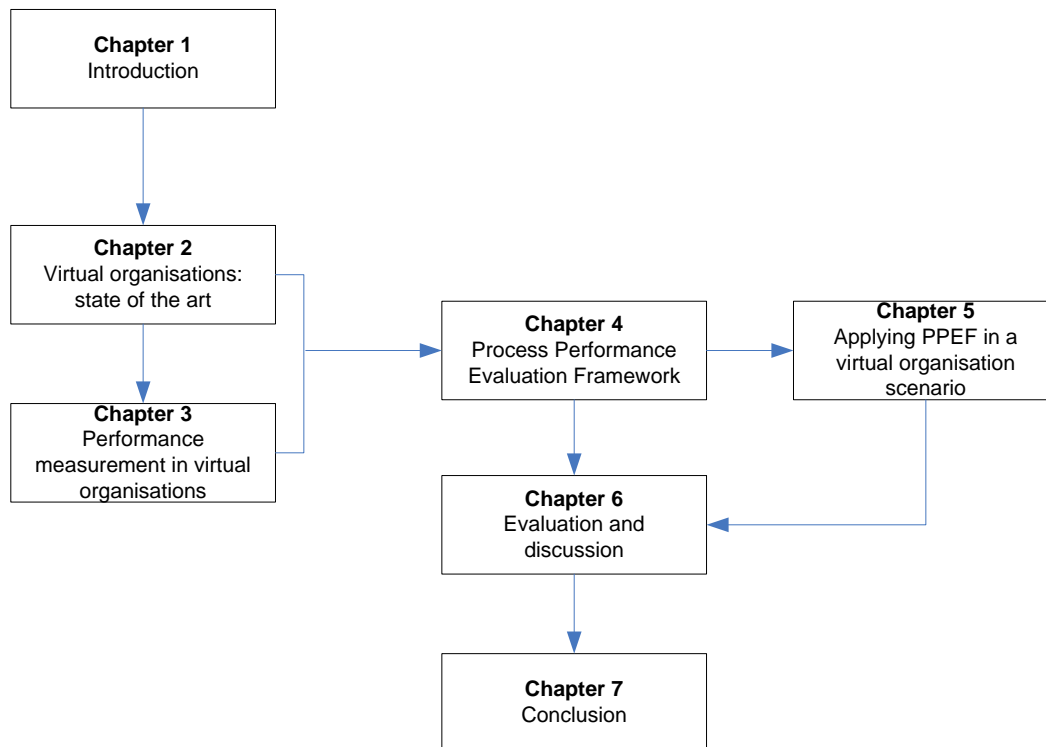 Chapter 1
Introduction
Chapter 2
Virtual organisations:
state of the art
Chapter 3
Performance
measurement in virtual
organisations
Chapter 4
Process Performance
Evaluation Framework
Chapter 5
Applying PPEF in a
virtual organisation
scenario
Chapter 6
Evaluation and
discussion
Chapter 7
Conclusion